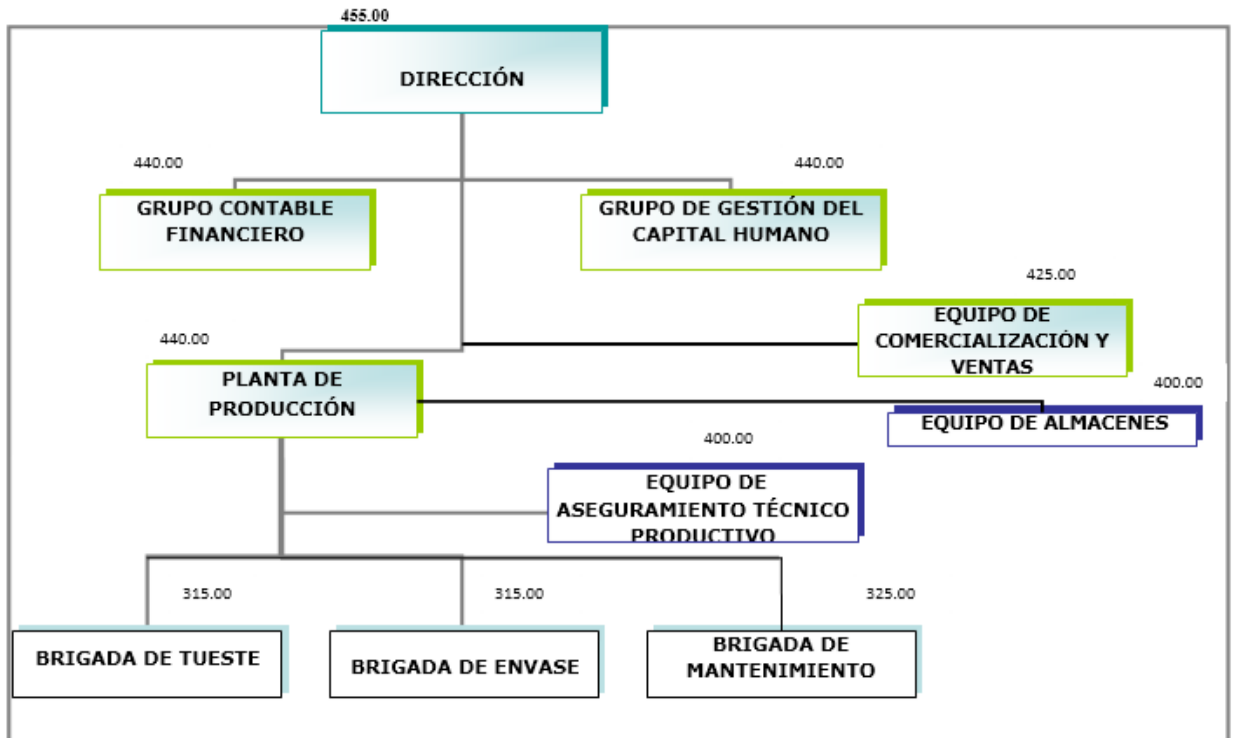 455.00
DIRECCIÓN
440.00
440.00
GRUPO CONTABLE
FINANCIERO
GRUPO DE GESTIÓN DEL
CAPITAL HUMANO
425.00
EQUIPO DE
COMERCIALIZACIÓN Y
VENTAS
440.00
PLANTA DE
PRODUCCIÓN
400.00
EQUIPO DE ALMACENES
400.00
EQUIPO DE
ASEGURAMIENTO TÉCNICO
PRODUCTIVO
315.00
315.00
325.00
BRIGADA DE TUESTE
BRIGADA DE ENVASE
BRIGADA DE
MANTENIMIENTO